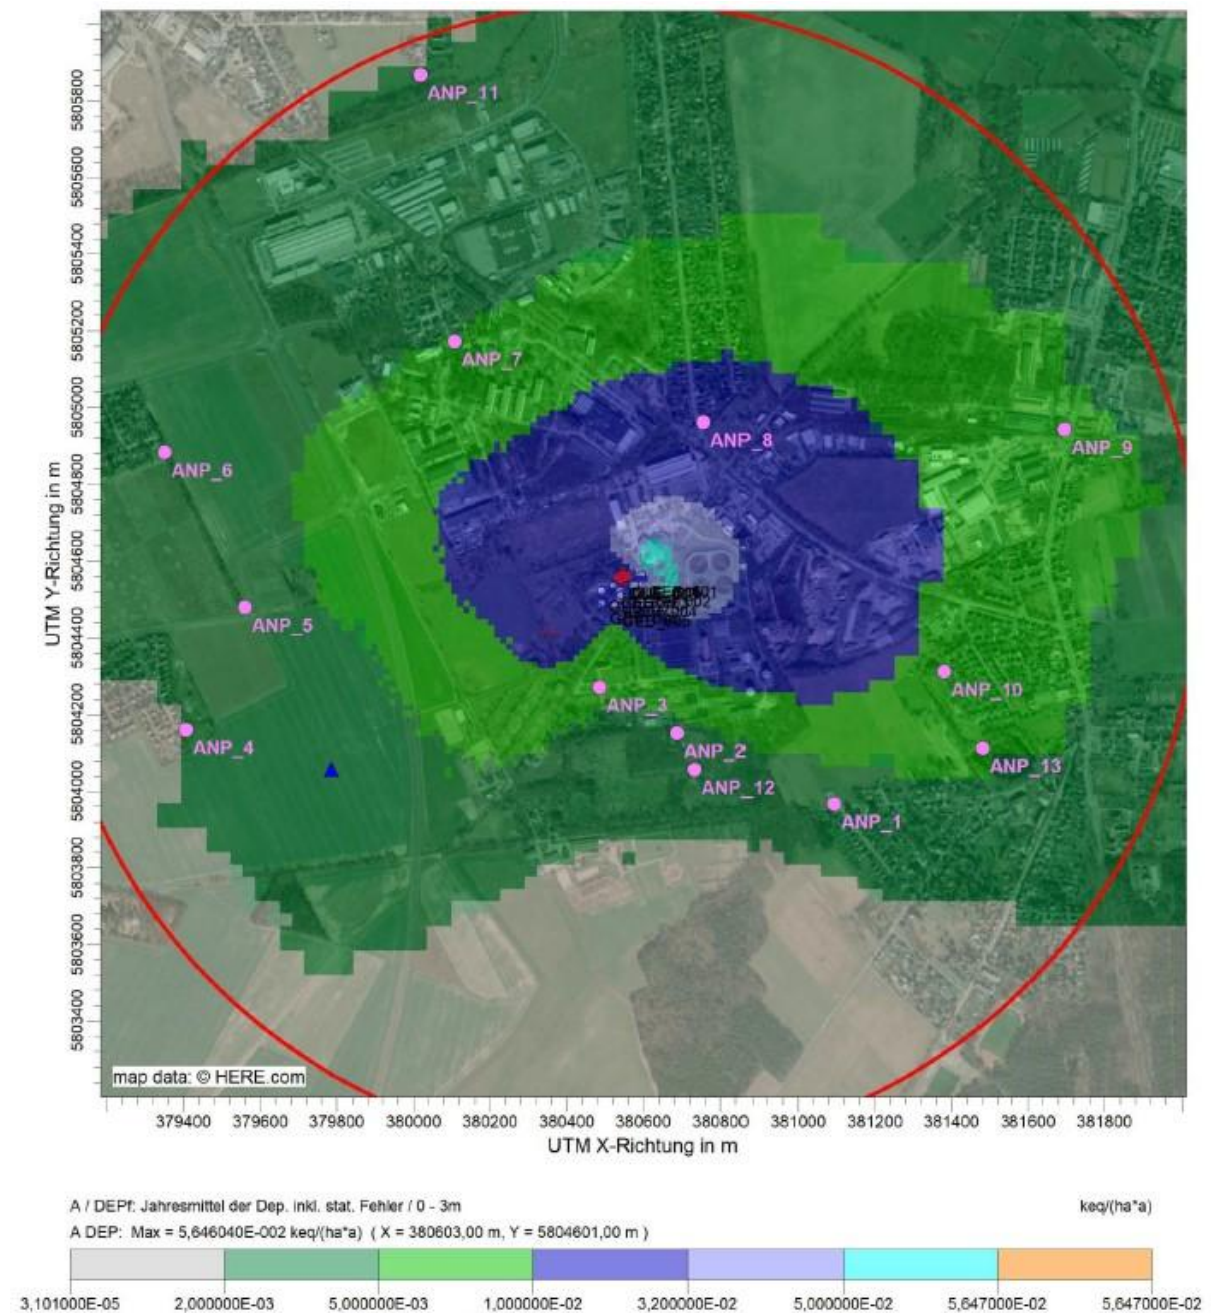 5805800
5805600
5805400
5805200
5805000
5804800
5804600
5804400
5804200
5804000
5803800
5803600
5803400
UTM Y-Richtung in m
ANP_11
ANP_7
ANP_8
ANP_9
ANP_6
ANP_5
ANP_10
ANP_3
ANP_4
ANP_2
ANP_13
ANP_12
ANP_1
map data: © HERE.com
379400 379600 379800 380000 380200 380400 380600 380800 381000 381200 381400 381600 381800
UTM X-Richtung in m
A / DEPf: Jahresmittel der Dep. inkl. stat. Fehler / 0 - 3m keq/(ha*a)
A DEP: Max = 5,646040E-002 keq/(ha*a) ( X = 380603,00 m, Y = 5804601,00 m )
3,101000E-05 2,000000E-03 5,000000E-03 1,000000E-02 3,200000E-02 5,000000E-02 5,647000E-02 5,647000E-02